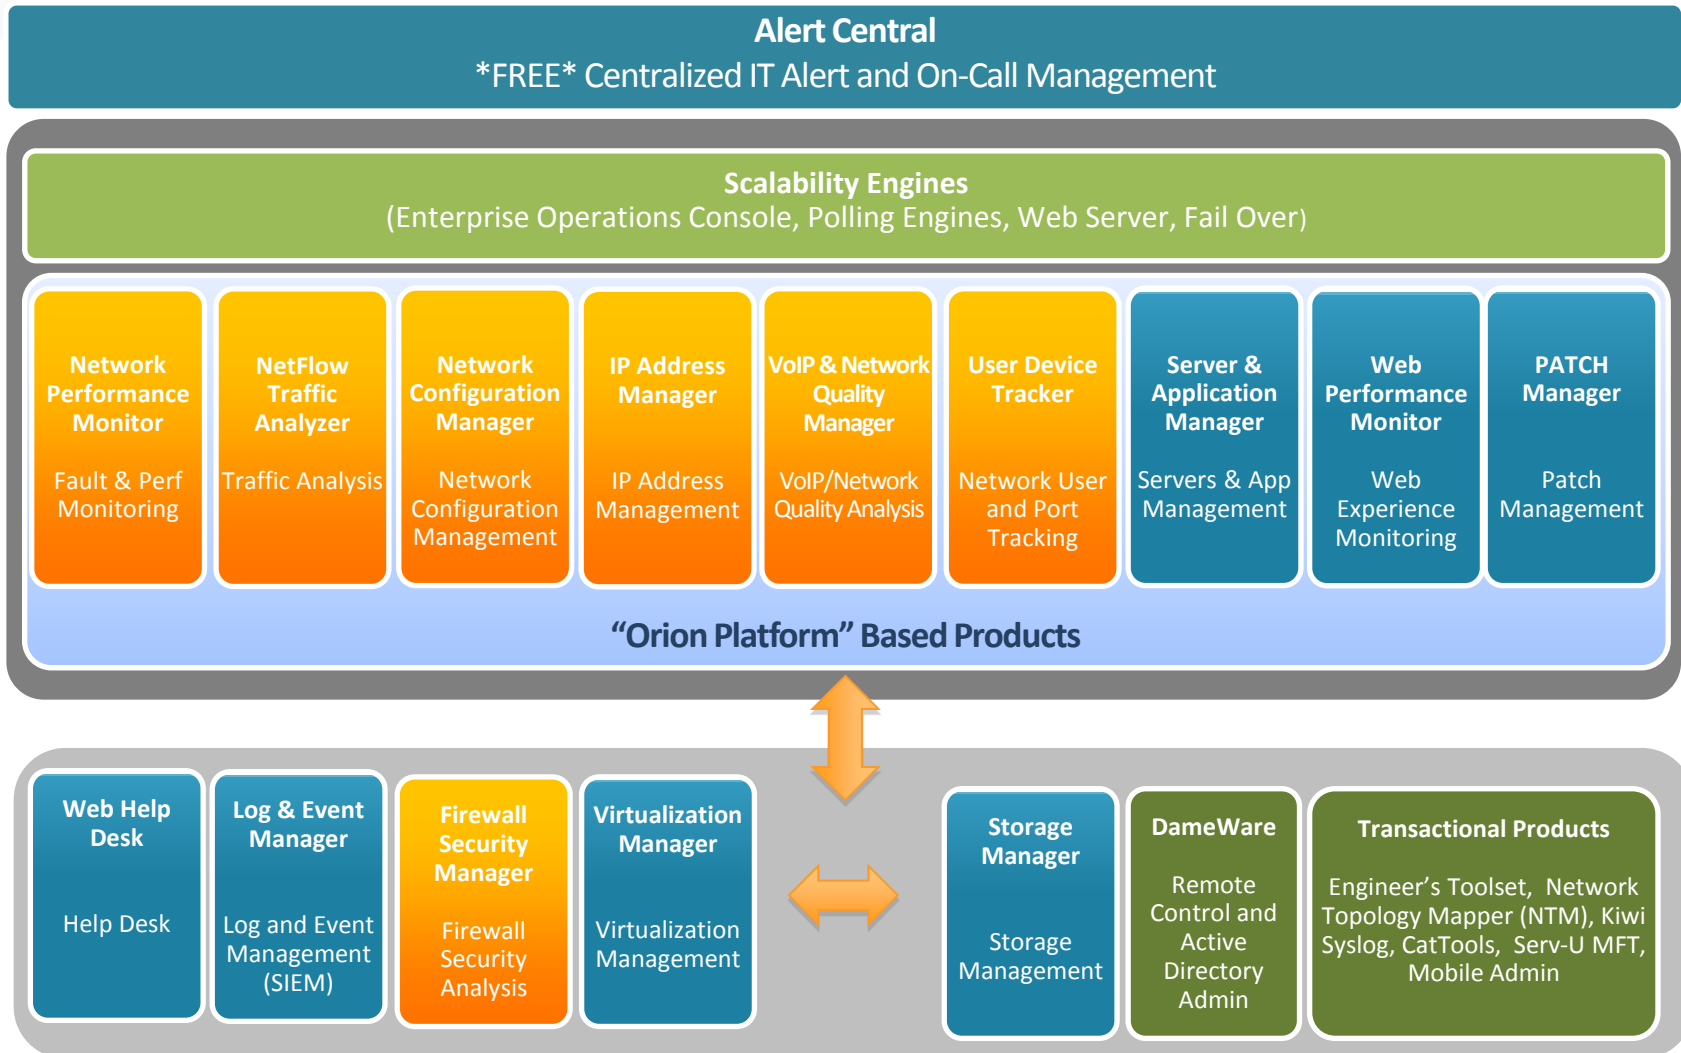 Alert Central
*FREE* Centralized IT Alert and On-Call Management
Scalability Engines
(Enterprise Operations Console, Polling Engines, Web Server, Fail Over)
Network
Performance
Monitor
Fault & Perf
Monitoring
NetFlow
Traffic
Analyzer
Traffic Analysis
Network
Configuration
Manager
Network
Configuration
Management
IP Address
Manager
IP Address
Management
VoIP & Network
Quality
Manager
VoIP/Network
Quality Analysis
User Device
Tracker
Network User
and Port
Tracking
Server &
Application
Manager
Servers & App
Management
Web
Performance
Monitor
Web
Experience
Monitoring
PATCH
Manager
Patch
Management
“Orion Platform” Based Products
Web Help
Desk
Help Desk
Log & Event
Manager
Log and Event
Management
(SIEM)
Firewall
Security
Manager
Firewall
Security
Analysis
Virtualization
Manager
Virtualization
Management
Storage
Manager
Storage
Management
DameWare
Remote
Control and
Active
Directory
Admin
Transactional Products
Engineer’s Toolset, Network
Topology Mapper (NTM), Kiwi
Syslog, CatTools, Serv-U MFT,
Mobile Admin